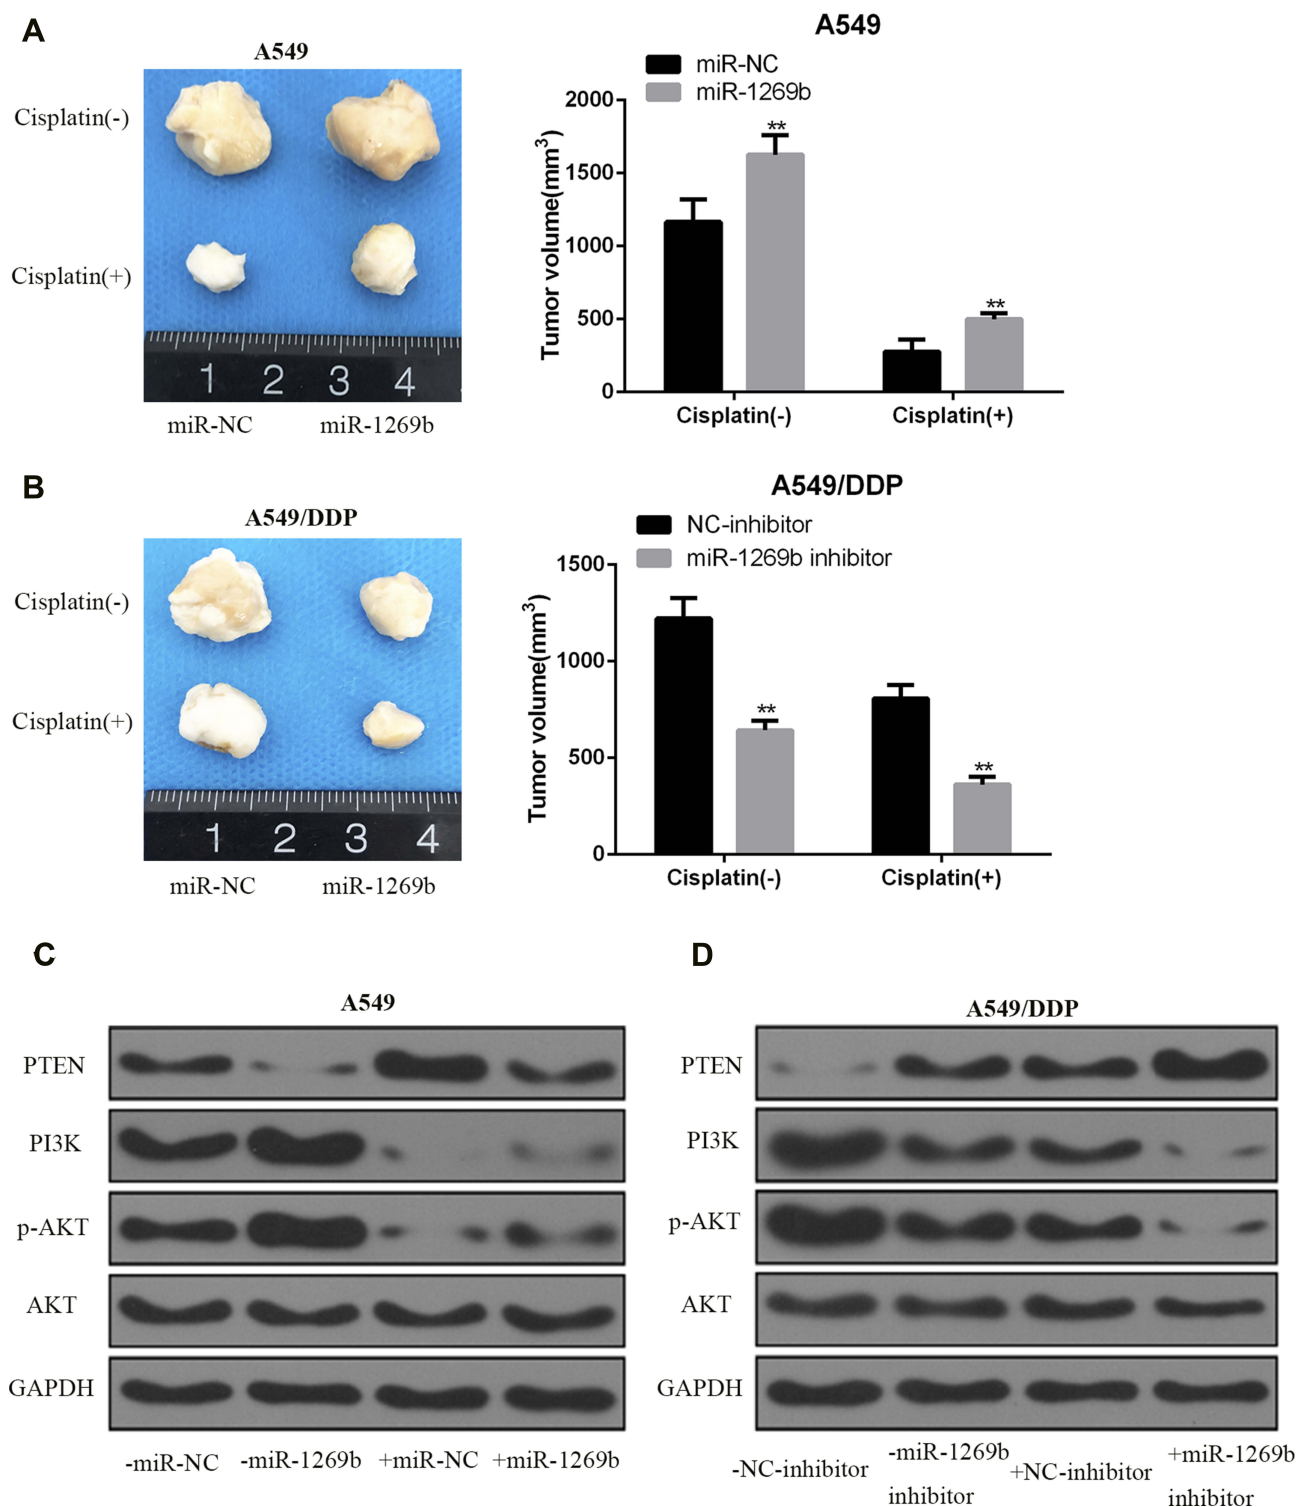 A
A549
Cisplatin(-)
Cisplatin(+)
1 2 3 4
miR-NC miR-1269b
A549
miR-NC
miR-1269b
Tumor volume(mm3)
2000
1500
1000
500
0
**
**
Cisplatin(-) Cisplatin(+)
B
A549/DDP
Cisplatin(-)
Cisplatin(+)
1 2 3 4
miR-NC miR-1269b
A549/DDP
NC-inhibitor
miR-1269b inhibitor
Tumor volume(mm3)
1500
1000
500
0
**
**
Cisplatin(-) Cisplatin(+)
C
A549
PTEN
PI3K
p-AKT
AKT
GAPDH
-miR-NC -miR-1269b +miR-NC +miR-1269b
D
A549/DDP
PTEN
PI3K
p-AKT
AKT
GAPDH
-NC-inhibitor -miR-1269b inhibitor +NC-inhibitor +miR-1269b inhibitor